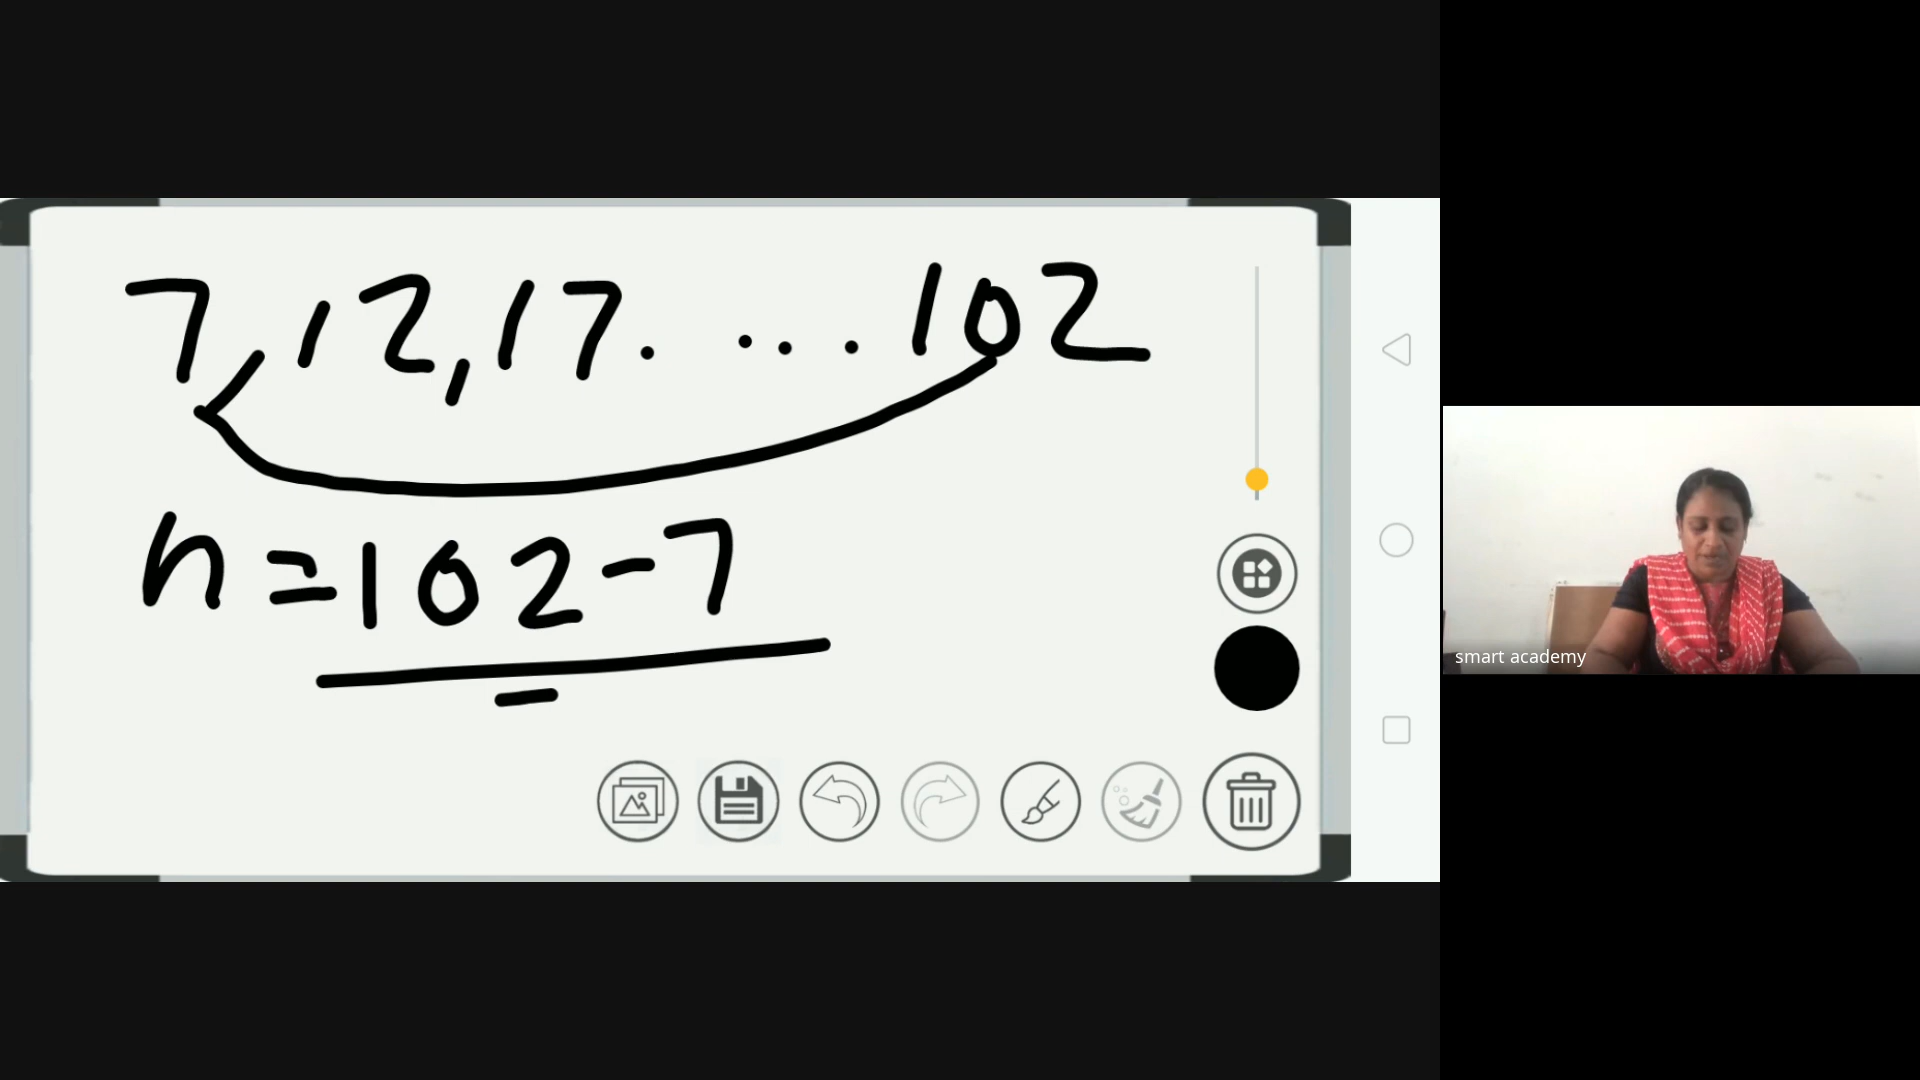 7, 12, 17. ... 102
n = 102 - 7
smart academy